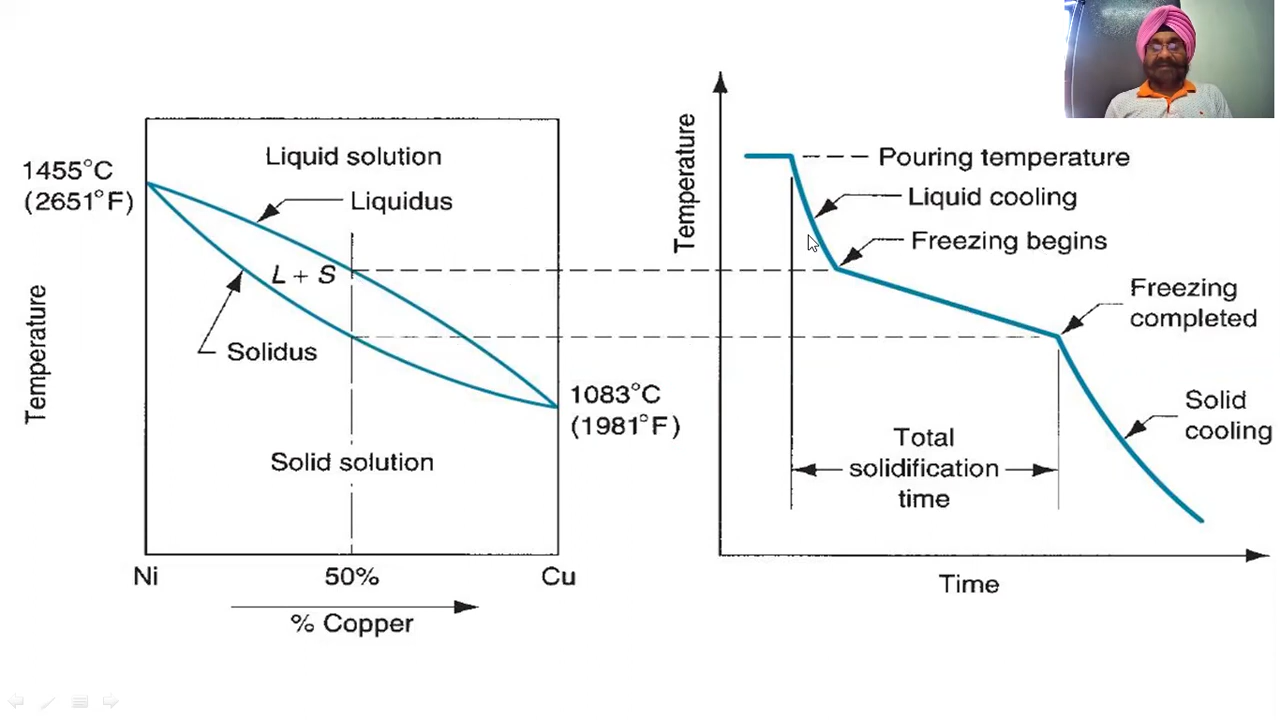 1455°C
(2651°F)
Temperature
Liquid solution
Liquidus
L + S
Solidus
Solid solution
1083°C
(1981°F)
Ni
50%
Cu
% Copper
Temperature
Pouring temperature
Liquid cooling
Freezing begins
Freezing
completed
Solid
cooling
Total
solidification
time
Time